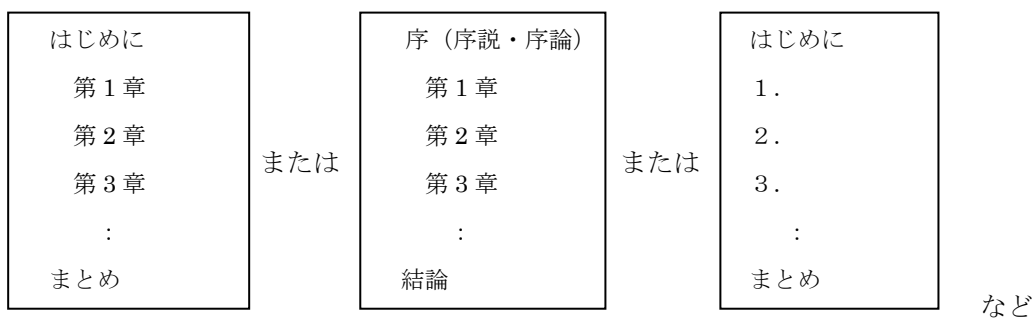 はじめに
第1章
第2章
第3章
:
まとめ
または
序（序説・序論）
第1章
第2章
第3章
:
結論
または
はじめに
１.
２.
３.
:
まとめ
など